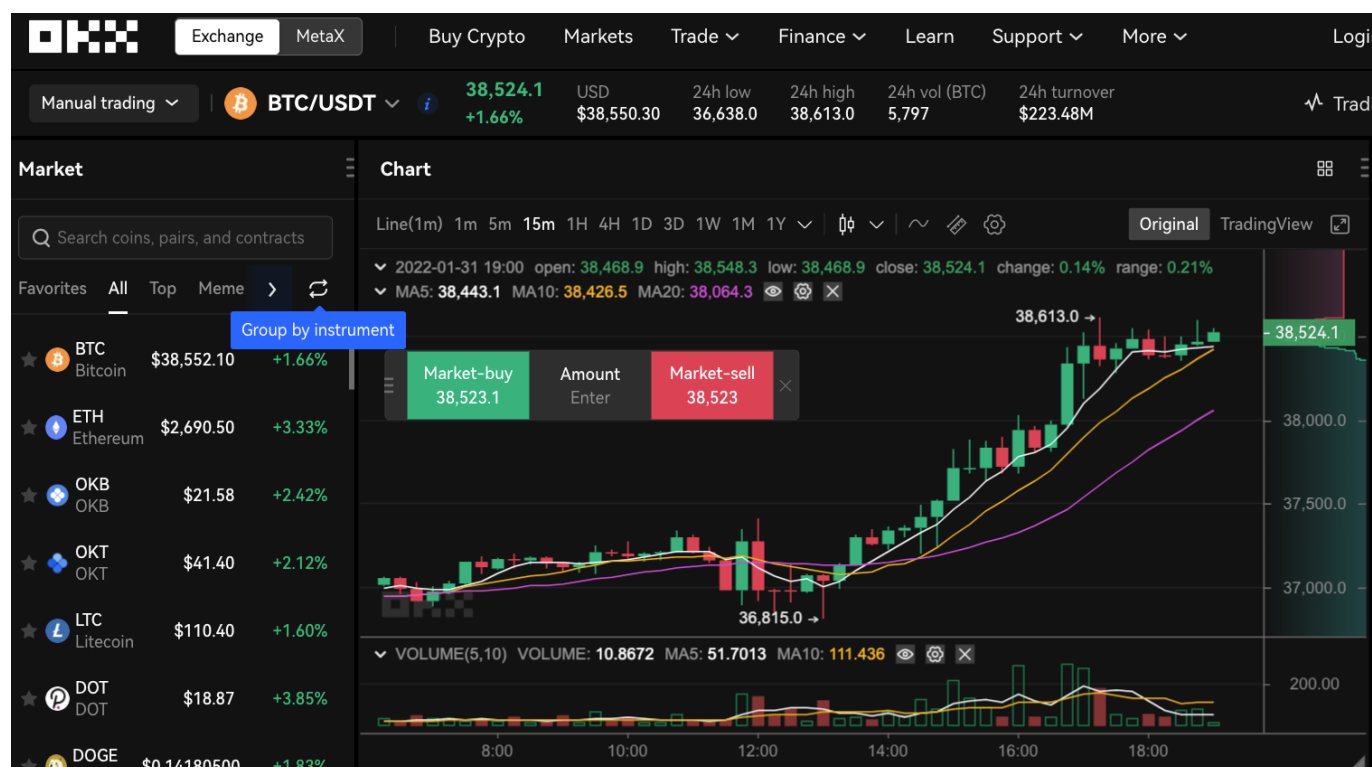 OKX Exchange MetaX Buy Crypto Markets Trade Finance Learn Support More Logi
Manual trading BTC/USDT i 38,524.1 +1.66% USD $38,550.30 24h low 36,638.0 24h high 38,613.0 24h vol (BTC) 5,797 24h turnover $223.48M Trad
Market
Search coins, pairs, and contracts
Favorites All Top Meme
Group by instrument
BTC
Bitcoin $38,552.10 +1.66%
ETH
Ethereum $2,690.50 +3.33%
OKB
OKB $21.58 +2.42%
OKT
OKT $41.40 +2.12%
LTC
Litecoin $110.40 +1.60%
DOT
DOT $18.87 +3.85%
DOGE
$0.14180500 +1.83%
Chart
Line(1m) 1m 5m 15m 1H 4H 1D 3D 1W 1M 1Y Original TradingView
2022-01-31 19:00 open: 38,468.9 high: 38,548.3 low: 38,468.9 close: 38,524.1 change: 0.14% range: 0.21%
MA5: 38,443.1 MA10: 38,426.5 MA20: 38,064.3
38,613.0
38,524.1
Market-buy
38,523.1
Amount
Enter
Market-sell
38,523
38,000.0
37,500.0
37,000.0
OKX
36,815.0
VOLUME(5,10) VOLUME: 10.8672 MA5: 51.7013 MA10: 111.436
200.00
8:00 10:00 12:00 14:00 16:00 18:00